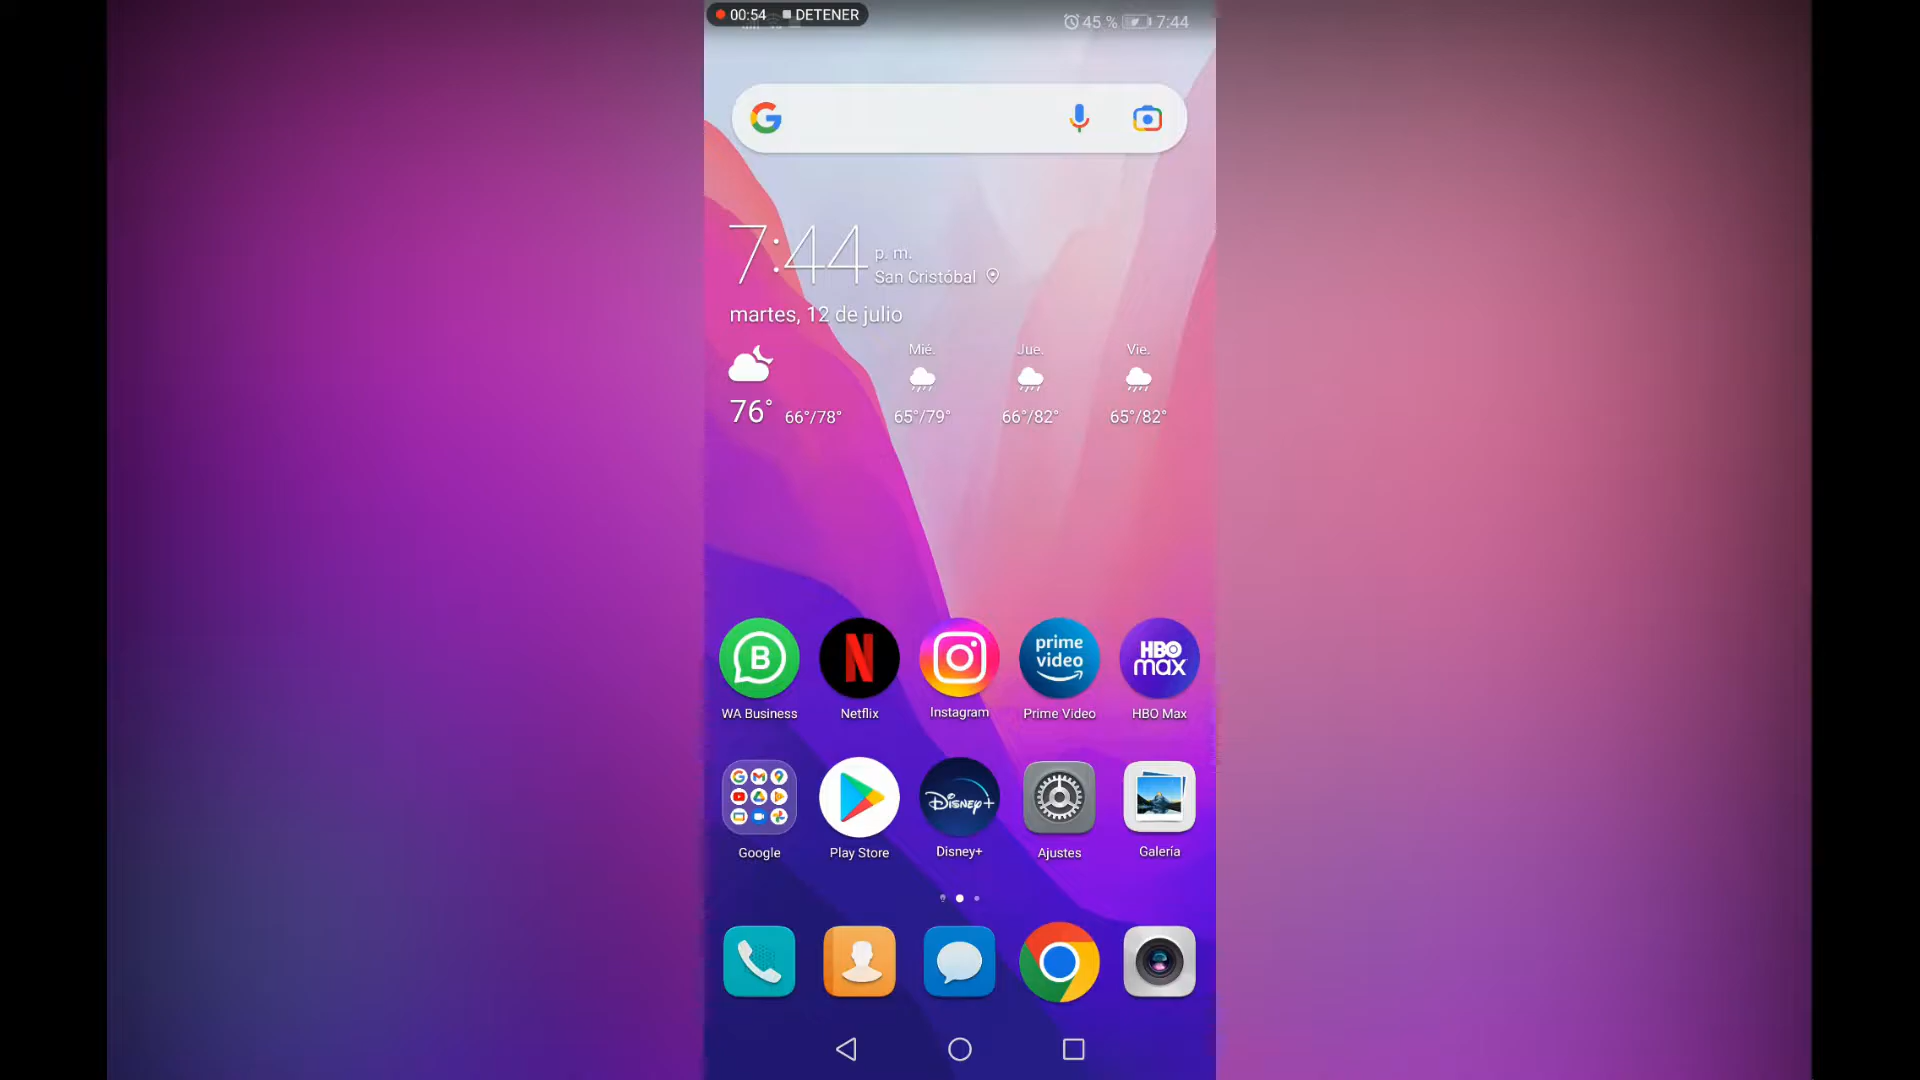 00:54 DETENER
45 % 7:44
7:44 p. m.
San Cristóbal
martes, 12 de julio
Mié. Jue. Vie.
76° 66°/78° 65°/79° 66°/82° 65°/82°
B N prime video HBO max
WA Business Netflix Instagram Prime Video HBO Max
Disney+
Google Play Store Disney+ Ajustes Galería